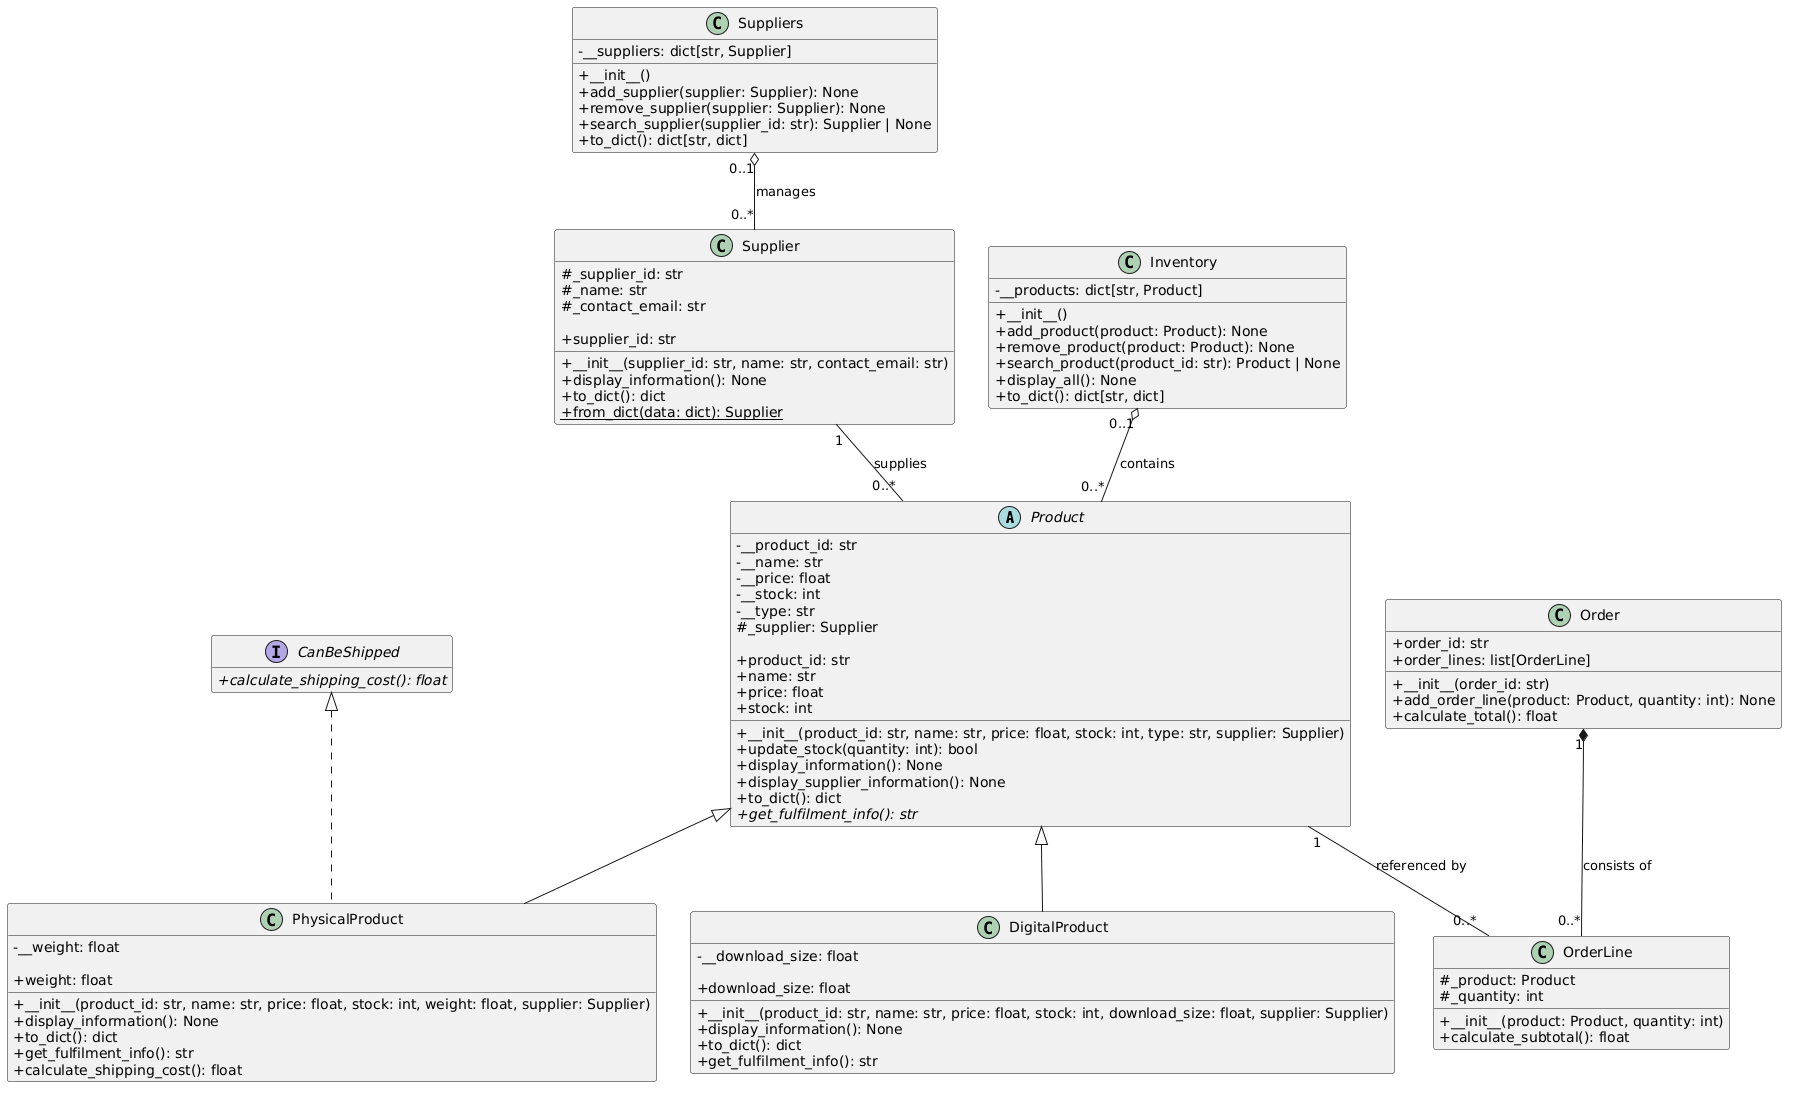 C Suppliers
-__suppliers: dict[str, Supplier]
+__init__()
+add_supplier(supplier: Supplier): None
+remove_supplier(supplier: Supplier): None
+search_supplier(supplier_id: str): Supplier | None
+to_dict(): dict[str, dict]
0..1
manages
0..*
C Supplier
#_supplier_id: str
#_name: str
#_contact_email: str
+supplier_id: str
+__init__(supplier_id: str, name: str, contact_email: str)
+display_information(): None
+to_dict(): dict
+from_dict(data: dict): Supplier
C Inventory
-__products: dict[str, Product]
+__init__()
+add_product(product: Product): None
+remove_product(product: Product): None
+search_product(product_id: str): Product | None
+display_all(): None
+to_dict(): dict[str, dict]
1
supplies
0..*
0..1
contains
0..*
A Product
-__product_id: str
-__name: str
-__price: float
-__stock: int
-__type: str
#_supplier: Supplier
+product_id: str
+name: str
+price: float
+stock: int
+__init__(product_id: str, name: str, price: float, stock: int, type: str, supplier: Supplier)
+update_stock(quantity: int): bool
+display_information(): None
+display_supplier_information(): None
+to_dict(): dict
+get_fulfilment_info(): str
I CanBeShipped
+calculate_shipping_cost(): float
C Order
+order_id: str
+order_lines: list[OrderLine]
+__init__(order_id: str)
+add_order_line(product: Product, quantity: int): None
+calculate_total(): float
1
referenced by
0..*
1
consists of
0..*
C PhysicalProduct
-__weight: float
+weight: float
+__init__(product_id: str, name: str, price: float, stock: int, weight: float, supplier: Supplier)
+display_information(): None
+to_dict(): dict
+get_fulfilment_info(): str
+calculate_shipping_cost(): float
C DigitalProduct
-__download_size: float
+download_size: float
+__init__(product_id: str, name: str, price: float, stock: int, download_size: float, supplier: Supplier)
+display_information(): None
+to_dict(): dict
+get_fulfilment_info(): str
C OrderLine
#_product: Product
#_quantity: int
+__init__(product: Product, quantity: int)
+calculate_subtotal(): float